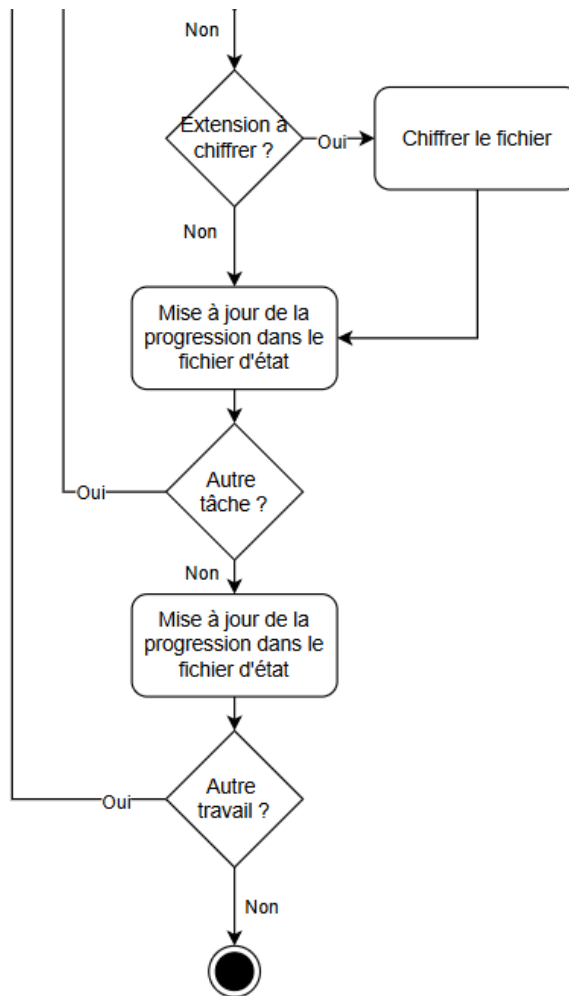 Non
Extension à
chiffrer ?
Oui
Chiffrer le fichier
Non
Mise à jour de la
progression dans le
fichier d'état
Autre
tâche ?
Oui
Non
Mise à jour de la
progression dans le
fichier d'état
Autre
travail ?
Oui
Non